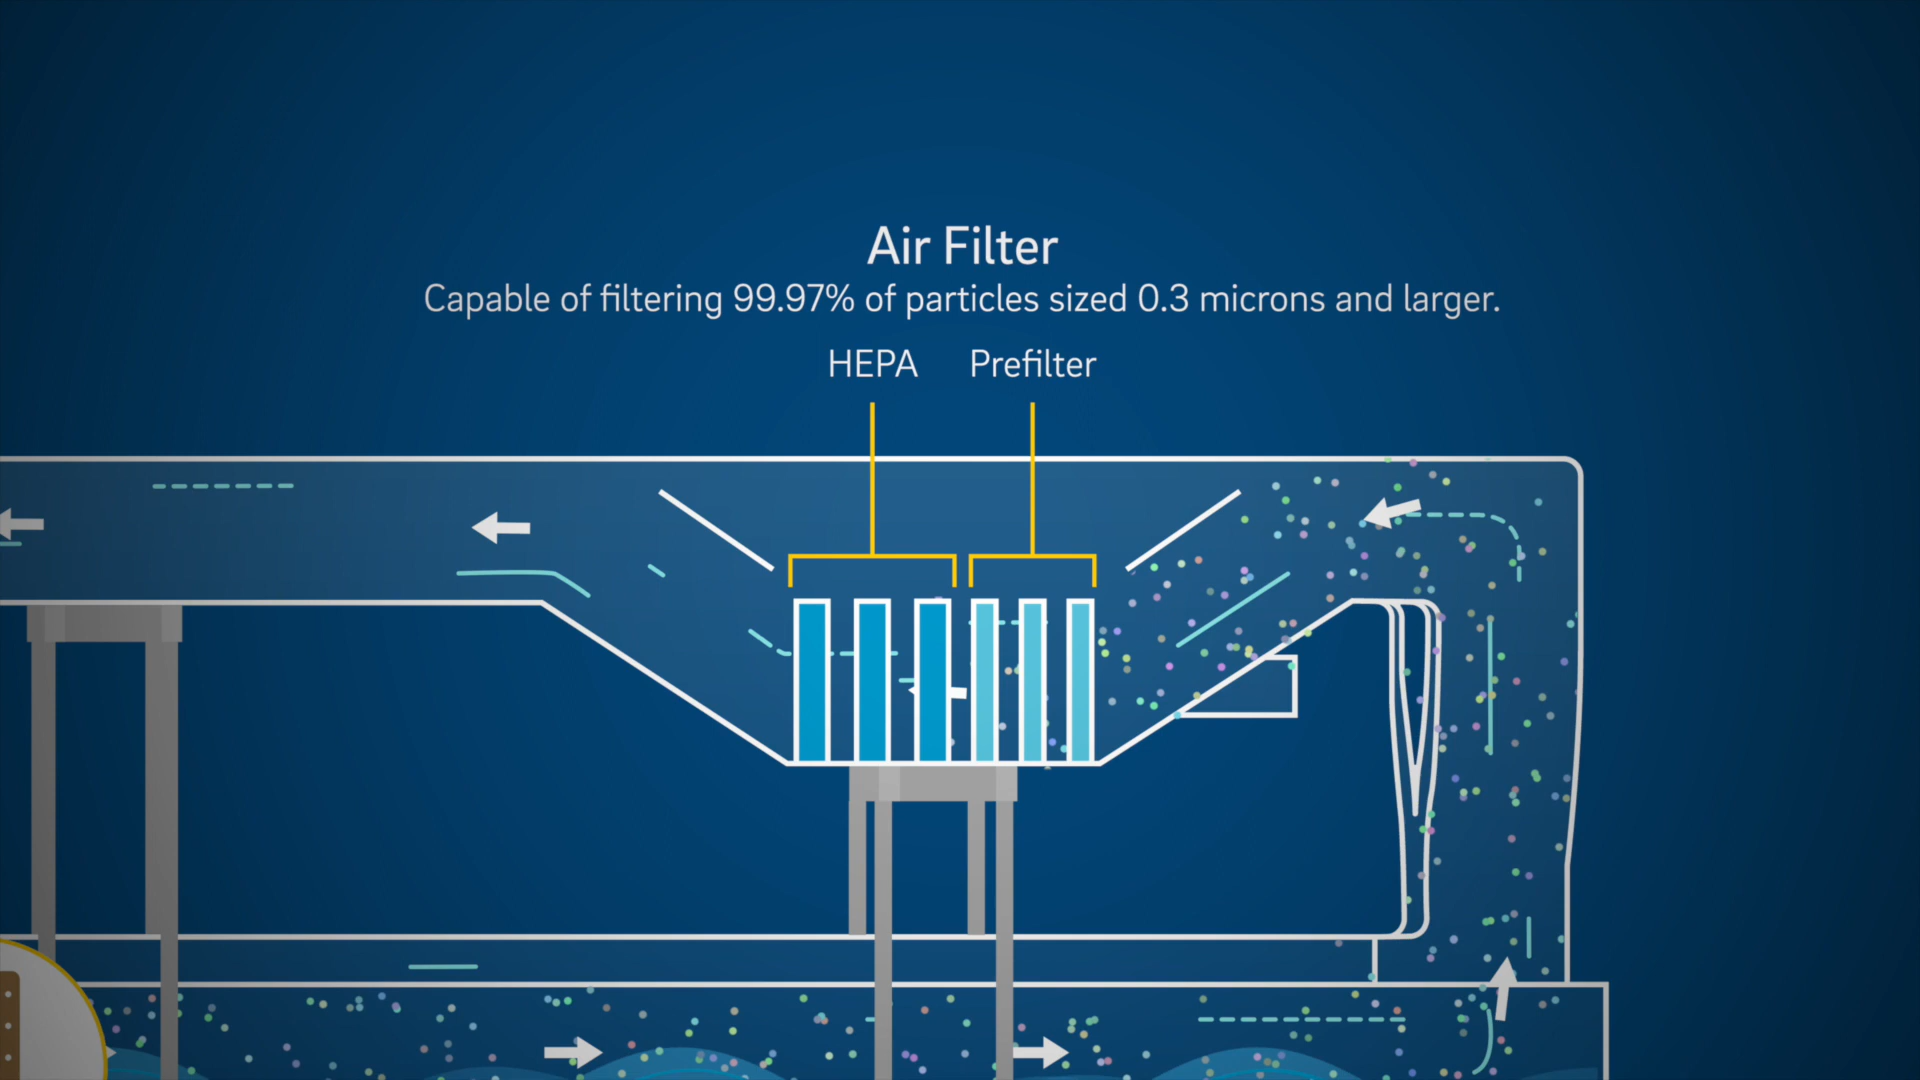 Air Filter
Capable of filtering 99.97% of particles sized 0.3 microns and larger.
HEPA Prefilter